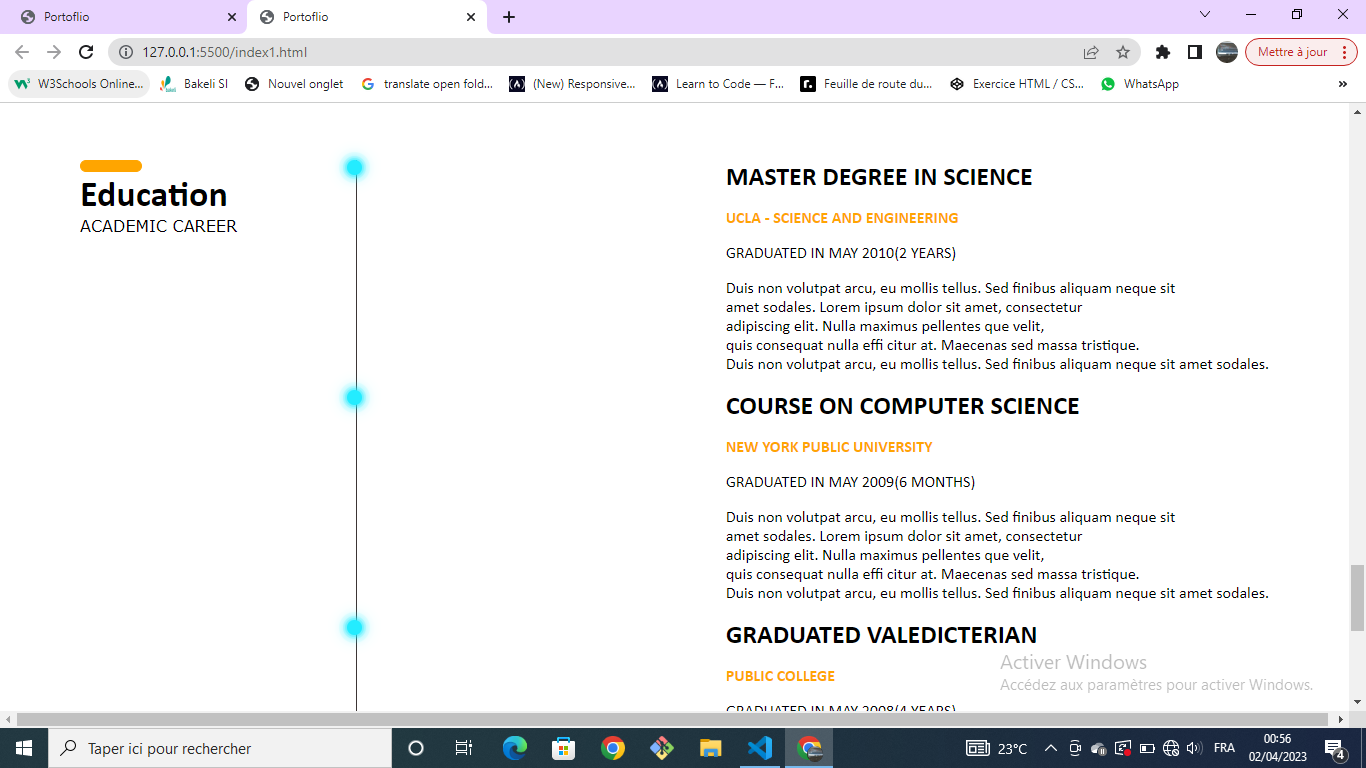 Portoflio
Portoflio
127.0.0.1:5500/index1.html
Mettre à jour
W3Schools Online...
Bakeli SI
Nouvel onglet
translate open fold...
(New) Responsive...
Learn to Code — F...
Feuille de route du...
Exercice HTML / CS...
WhatsApp
»
Education
ACADEMIC CAREER
MASTER DEGREE IN SCIENCE
UCLA - SCIENCE AND ENGINEERING
GRADUATED IN MAY 2010(2 YEARS)
Duis non volutpat arcu, eu mollis tellus. Sed finibus aliquam neque sit
amet sodales. Lorem ipsum dolor sit amet, consectetur
adipiscing elit. Nulla maximus pellentes que velit,
quis consequat nulla effi citur at. Maecenas sed massa tristique.
Duis non volutpat arcu, eu mollis tellus. Sed finibus aliquam neque sit amet sodales.
COURSE ON COMPUTER SCIENCE
NEW YORK PUBLIC UNIVERSITY
GRADUATED IN MAY 2009(6 MONTHS)
Duis non volutpat arcu, eu mollis tellus. Sed finibus aliquam neque sit
amet sodales. Lorem ipsum dolor sit amet, consectetur
adipiscing elit. Nulla maximus pellentes que velit,
quis consequat nulla effi citur at. Maecenas sed massa tristique.
Duis non volutpat arcu, eu mollis tellus. Sed finibus aliquam neque sit amet sodales.
GRADUATED VALEDICTERIAN
PUBLIC COLLEGE
GRADUATED IN MAY 2008(4 YEARS)
Activer Windows
Accédez aux paramètres pour activer Windows.
Taper ici pour rechercher
23°C
FRA
00:56
02/04/2023
4